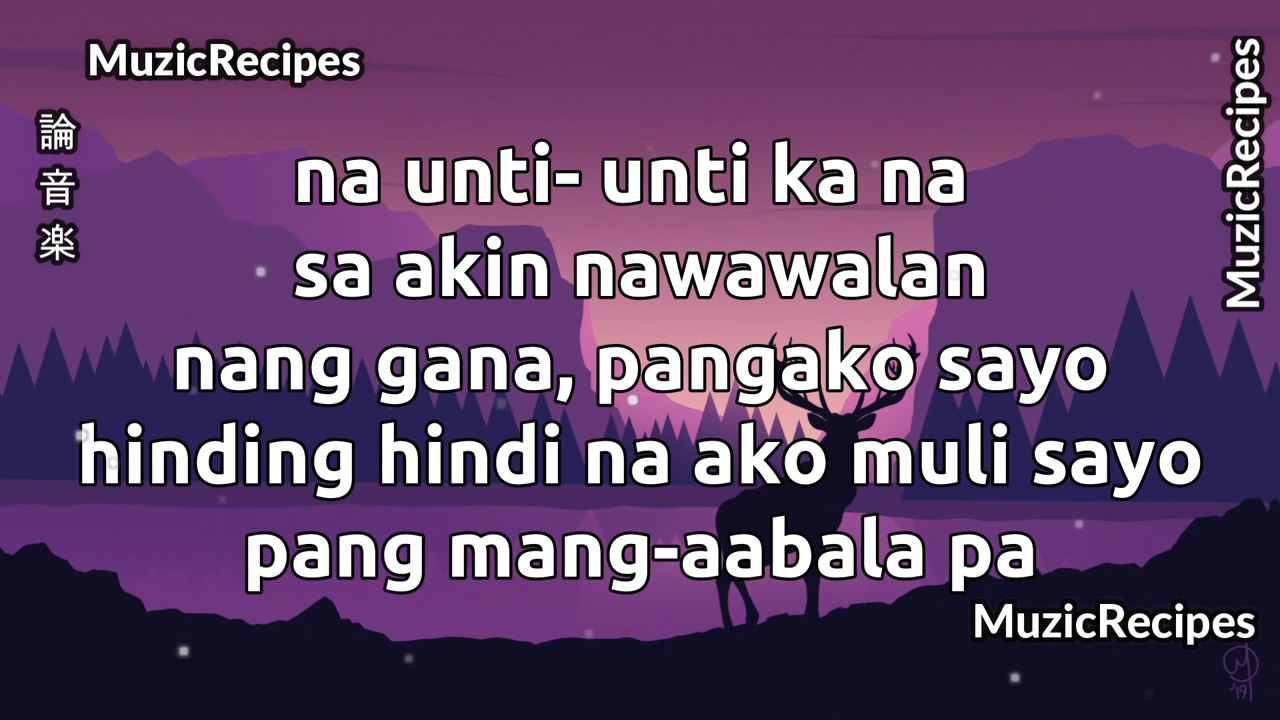 MuzicRecipes
MuzicRecipes
論
音
楽
na unti- unti ka na
sa akin nawawalan
nang gana, pangako sayo
hinding hindi na ako muli sayo
pang mang-aabala pa
MuzicRecipes
'19